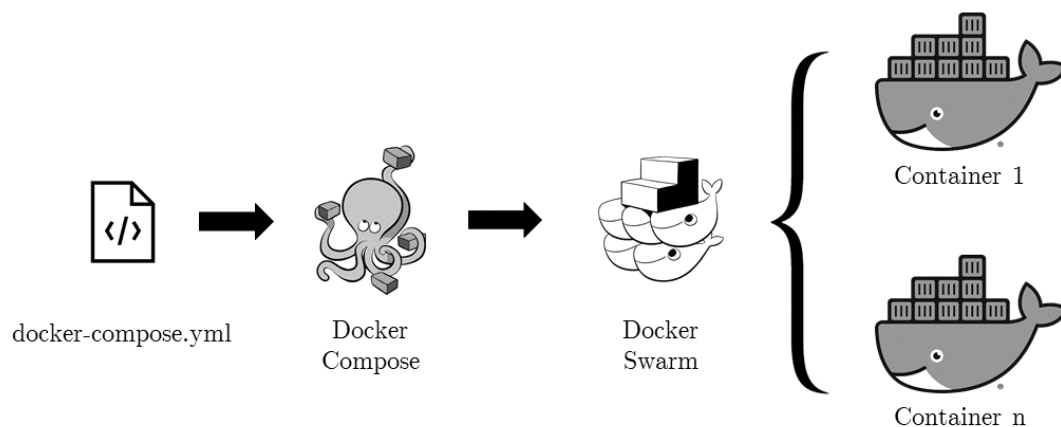 </>
docker-compose.yml
Docker
Compose
Docker
Swarm
Container 1
Container n